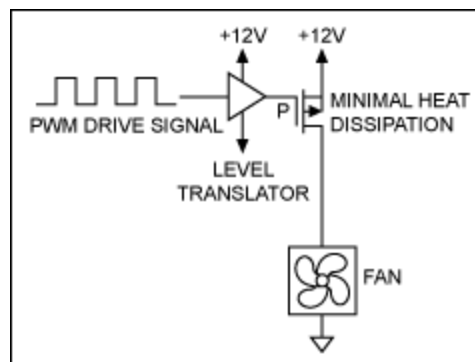 +12V
+12V
PWM DRIVE SIGNAL
P
MINIMAL HEAT
DISSIPATION
LEVEL
TRANSLATOR
FAN